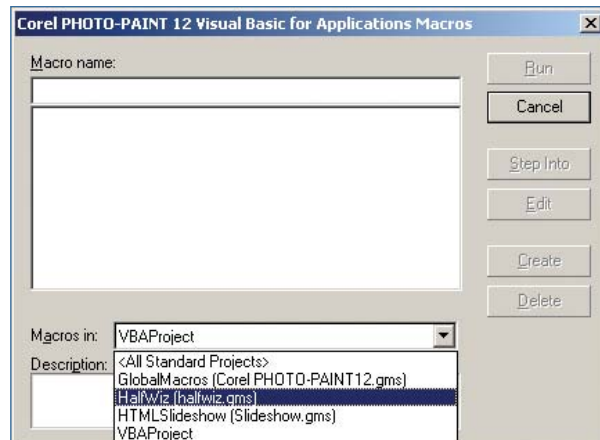 Corel PHOTO-PAINT 12 Visual Basic for Applications Macros
Macro name:
Run
Cancel
Step Into
Edit
Create
Delete
Macros in: VBAProject
<All Standard Projects>
Description:
GlobalMacros (Corel PHOTO-PAINT12.gms)
HalfWiz (halfwiz.gms)
HTMLSlideshow (Slideshow.gms)
VBAProject